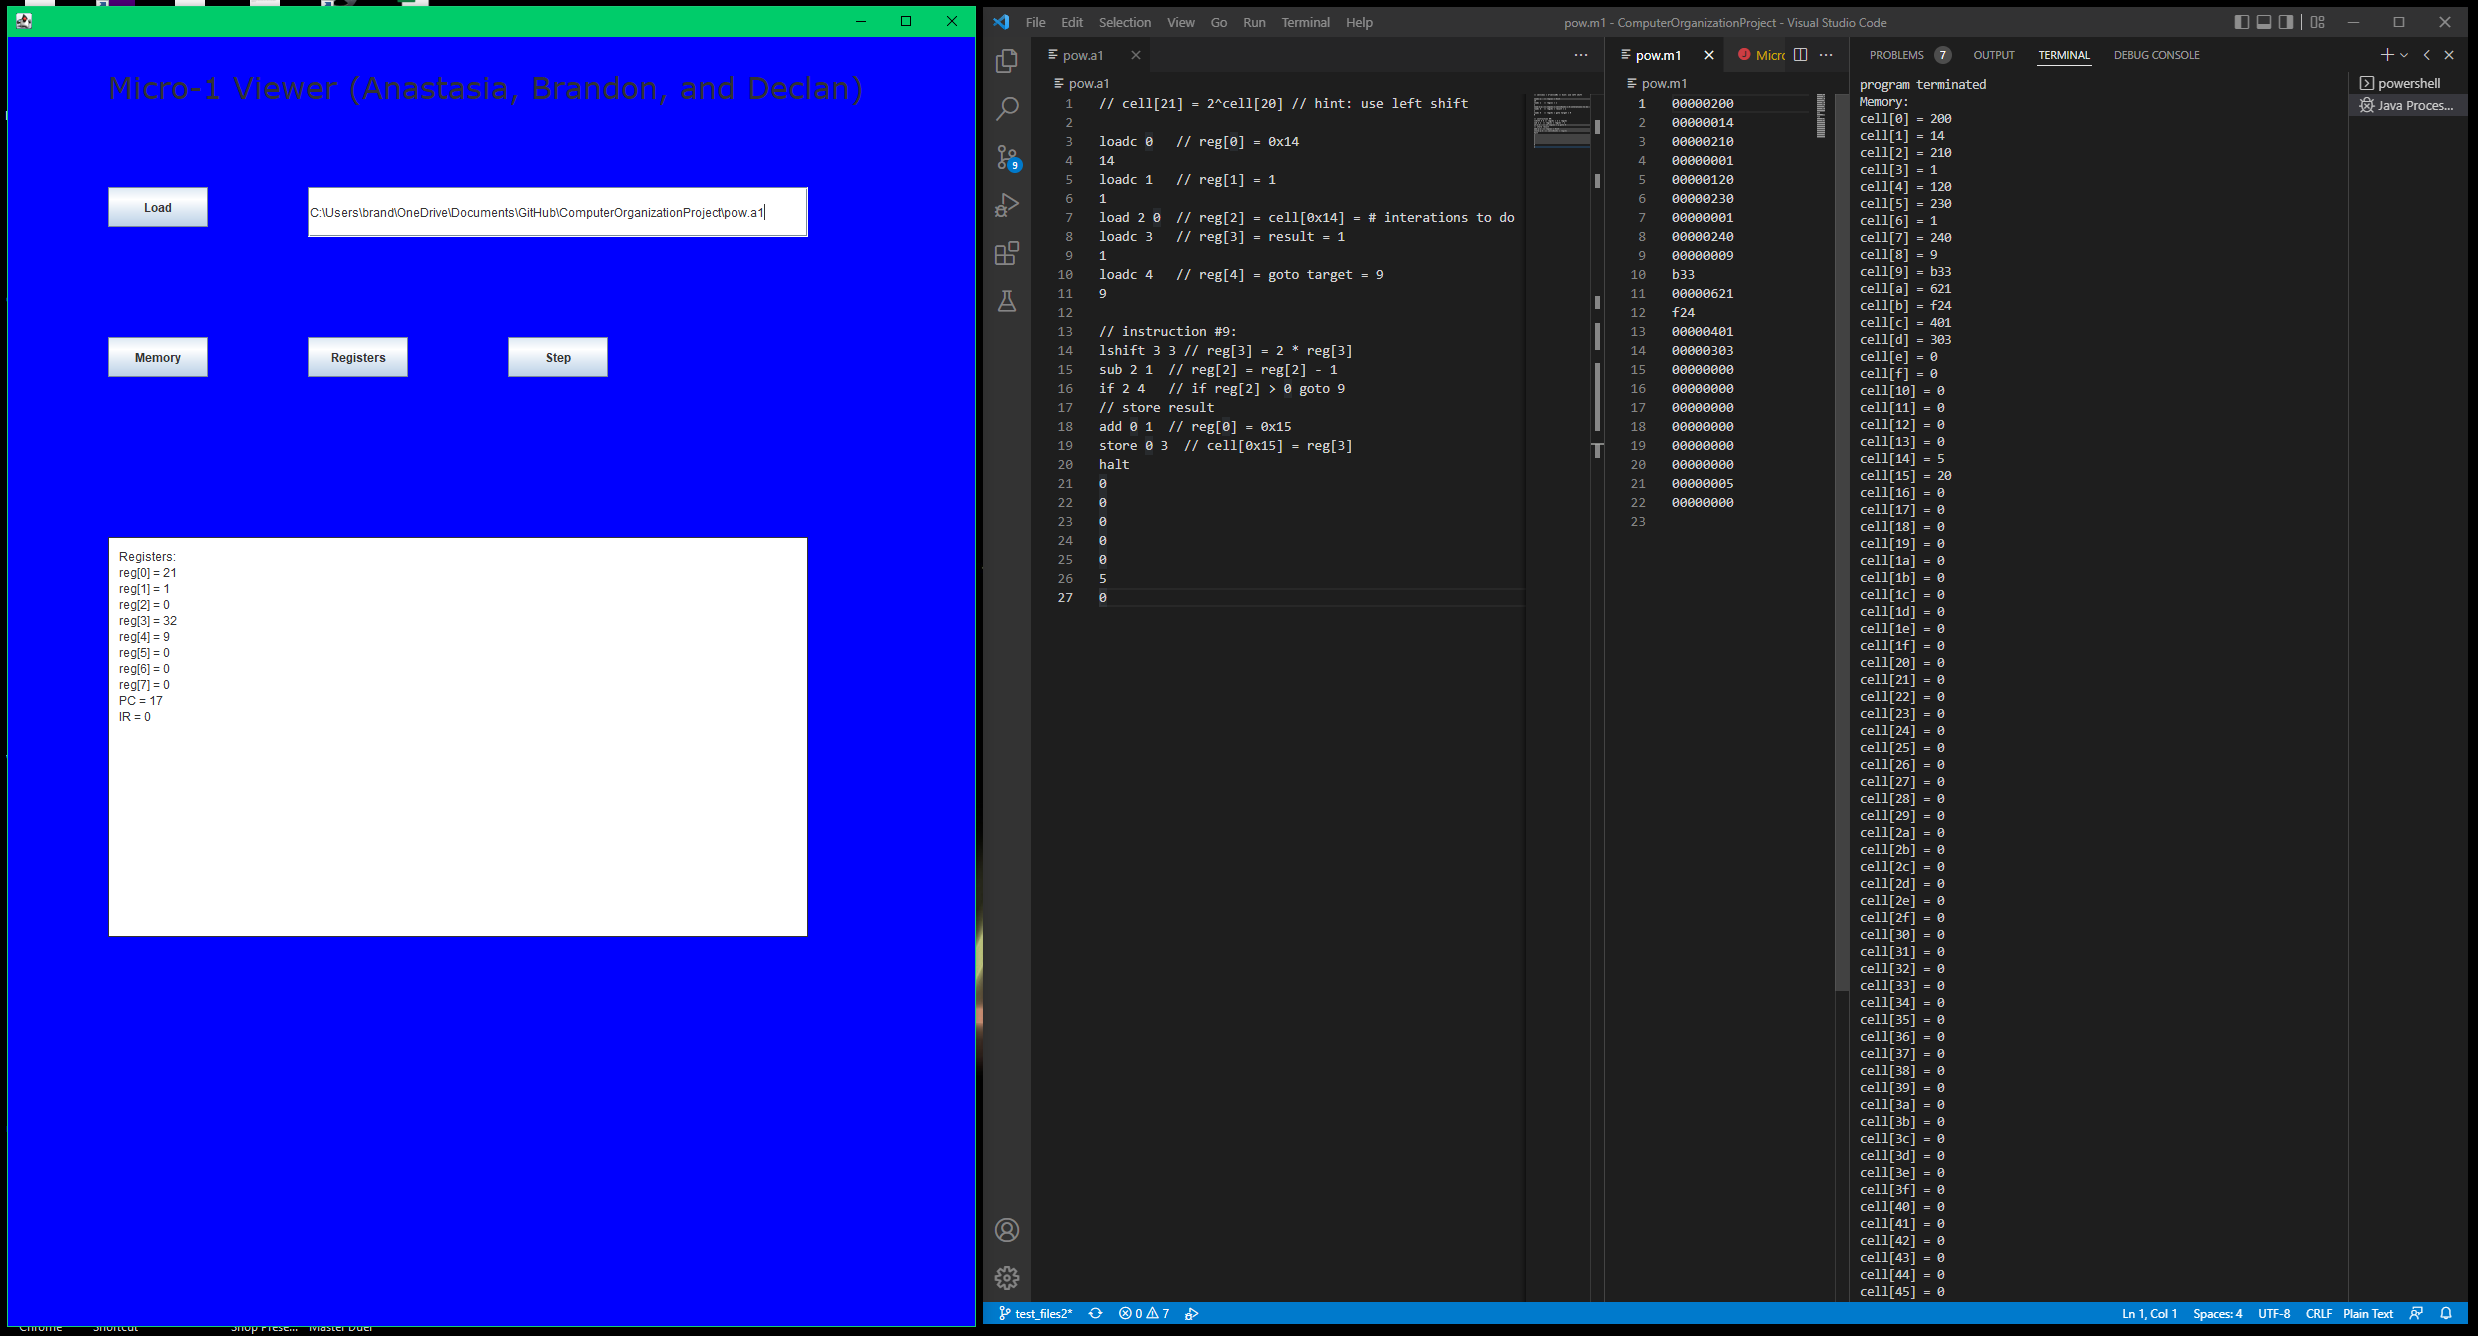 Micro-1 Viewer (Anastasia, Brandon, and Declan)
Load
C:\Users\brand\OneDrive\Documents\GitHub\ComputerOrganizationProject\pow.a1
Memory
Registers
Step
Registers:
reg[0] = 21
reg[1] = 1
reg[2] = 0
reg[3] = 32
reg[4] = 9
reg[5] = 0
reg[6] = 0
reg[7] = 0
PC = 17
IR = 0
File Edit Selection View Go Run Terminal Help
pow.m1 - ComputerOrganizationProject - Visual Studio Code
9
pow.a1
pow.a1
1 // cell[21] = 2^cell[20] // hint: use left shift
2
3 loadc 0 // reg[0] = 0x14
4 14
5 loadc 1 // reg[1] = 1
6 1
7 load 2 0 // reg[2] = cell[0x14] = # interations to do
8 loadc 3 // reg[3] = result = 1
9 1
10 loadc 4 // reg[4] = goto target = 9
11 9
12
13 // instruction #9:
14 lshift 3 3 // reg[3] = 2 * reg[3]
15 sub 2 1 // reg[2] = reg[2] - 1
16 if 2 4 // if reg[2] > 0 goto 9
17 // store result
18 add 0 1 // reg[0] = 0x15
19 store 0 3 // cell[0x15] = reg[3]
20 halt
21 0
22 0
23 0
24 0
25 0
26 5
27 0
pow.m1 Micr
pow.m1
1 00000200
2 00000014
3 00000210
4 00000001
5 00000120
6 00000230
7 00000001
8 00000240
9 00000009
10 b33
11 00000621
12 f24
13 00000401
14 00000303
15 00000000
16 00000000
17 00000000
18 00000000
19 00000000
20 00000000
21 00000005
22 00000000
23
PROBLEMS 7 OUTPUT TERMINAL DEBUG CONSOLE
program terminated
Memory:
cell[0] = 200
cell[1] = 14
cell[2] = 210
cell[3] = 1
cell[4] = 120
cell[5] = 230
cell[6] = 1
cell[7] = 240
cell[8] = 9
cell[9] = b33
cell[a] = 621
cell[b] = f24
cell[c] = 401
cell[d] = 303
cell[e] = 0
cell[f] = 0
cell[10] = 0
cell[11] = 0
cell[12] = 0
cell[13] = 0
cell[14] = 5
cell[15] = 20
cell[16] = 0
cell[17] = 0
cell[18] = 0
cell[19] = 0
cell[1a] = 0
cell[1b] = 0
cell[1c] = 0
cell[1d] = 0
cell[1e] = 0
cell[1f] = 0
cell[20] = 0
cell[21] = 0
cell[22] = 0
cell[23] = 0
cell[24] = 0
cell[25] = 0
cell[26] = 0
cell[27] = 0
cell[28] = 0
cell[29] = 0
cell[2a] = 0
cell[2b] = 0
cell[2c] = 0
cell[2d] = 0
cell[2e] = 0
cell[2f] = 0
cell[30] = 0
cell[31] = 0
cell[32] = 0
cell[33] = 0
cell[34] = 0
cell[35] = 0
cell[36] = 0
cell[37] = 0
cell[38] = 0
cell[39] = 0
cell[3a] = 0
cell[3b] = 0
cell[3c] = 0
cell[3d] = 0
cell[3e] = 0
cell[3f] = 0
cell[40] = 0
cell[41] = 0
cell[42] = 0
cell[43] = 0
cell[44] = 0
cell[45] = 0
powershell
Java Proces...
test_files2* 0 7
Ln 1, Col 1 Spaces: 4 UTF-8 CRLF Plain Text